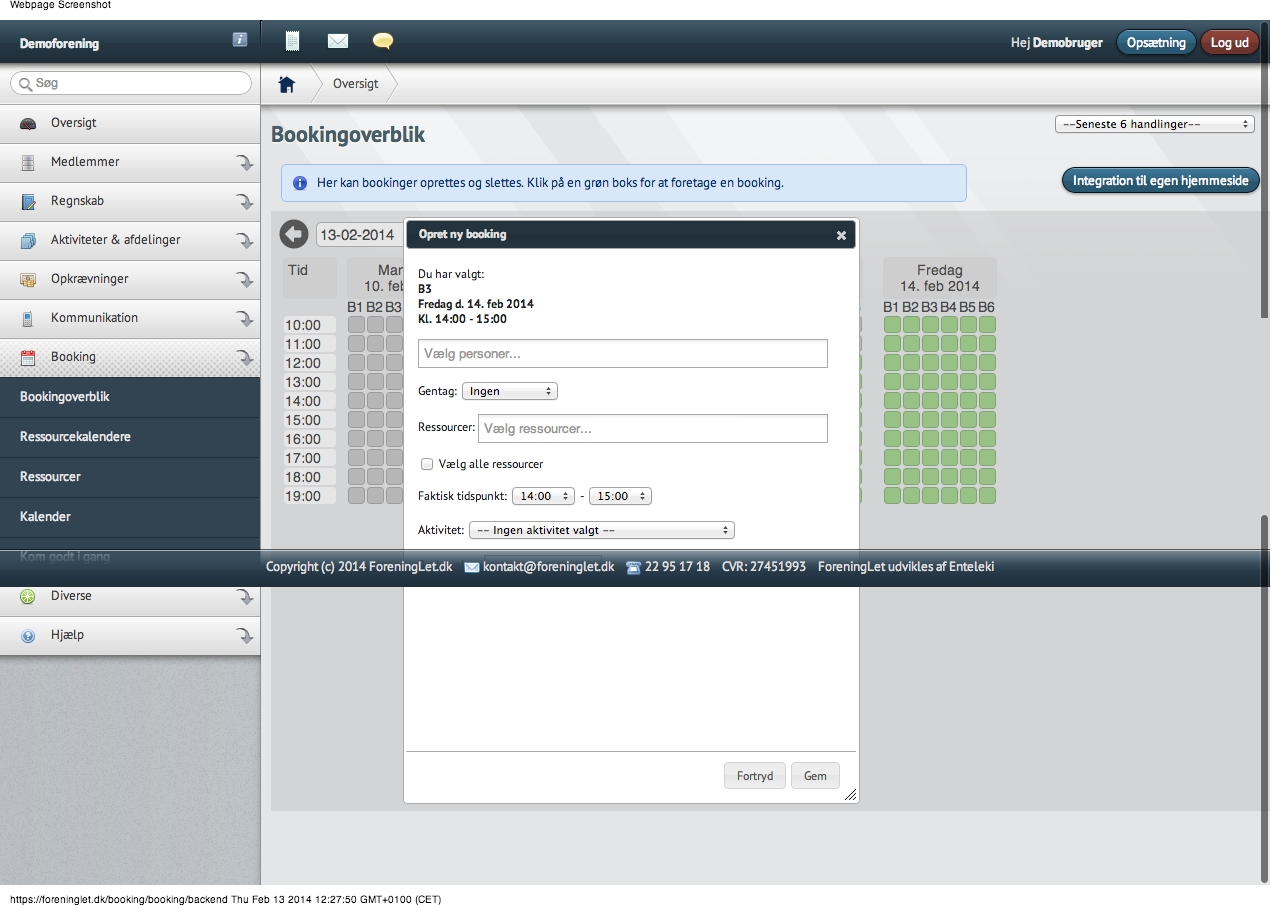 Webpage Screenshot
Demoforening
Hej Demobruger
Opsætning
Log ud
Søg
Oversigt
Oversigt
Medlemmer
Regnskab
Aktiviteter & afdelinger
Opkrævninger
Kommunikation
Booking
Bookingoverblik
Ressourcekalendere
Ressourcer
Kalender
Kom godt i gang
Diverse
Hjælp
Bookingoverblik
--Seneste 6 handlinger--
Her kan bookinger oprettes og slettes. Klik på en grøn boks for at foretage en booking.
Integration til egen hjemmeside
13-02-2014
Tid
Man
10. feb
B1 B2 B3
Fredag
14. feb 2014
B1 B2 B3 B4 B5 B6
10:00
11:00
12:00
13:00
14:00
15:00
16:00
17:00
18:00
19:00
Opret ny booking
Du har valgt:
B3
Fredag d. 14. feb 2014
Kl. 14:00 - 15:00
Vælg personer...
Gentag: Ingen
Ressourcer: Vælg ressourcer...
Vælg alle ressourcer
Faktisk tidspunkt: 14:00 - 15:00
Aktivitet: -- Ingen aktivitet valgt --
Fortryd
Gem
Copyright (c) 2014 ForeningLet.dk kontakt@foreninglet.dk 22 95 17 18 CVR: 27451993 ForeningLet udvikles af Enteleki
https://foreninglet.dk/booking/booking/backend Thu Feb 13 2014 12:27:50 GMT+0100 (CET)